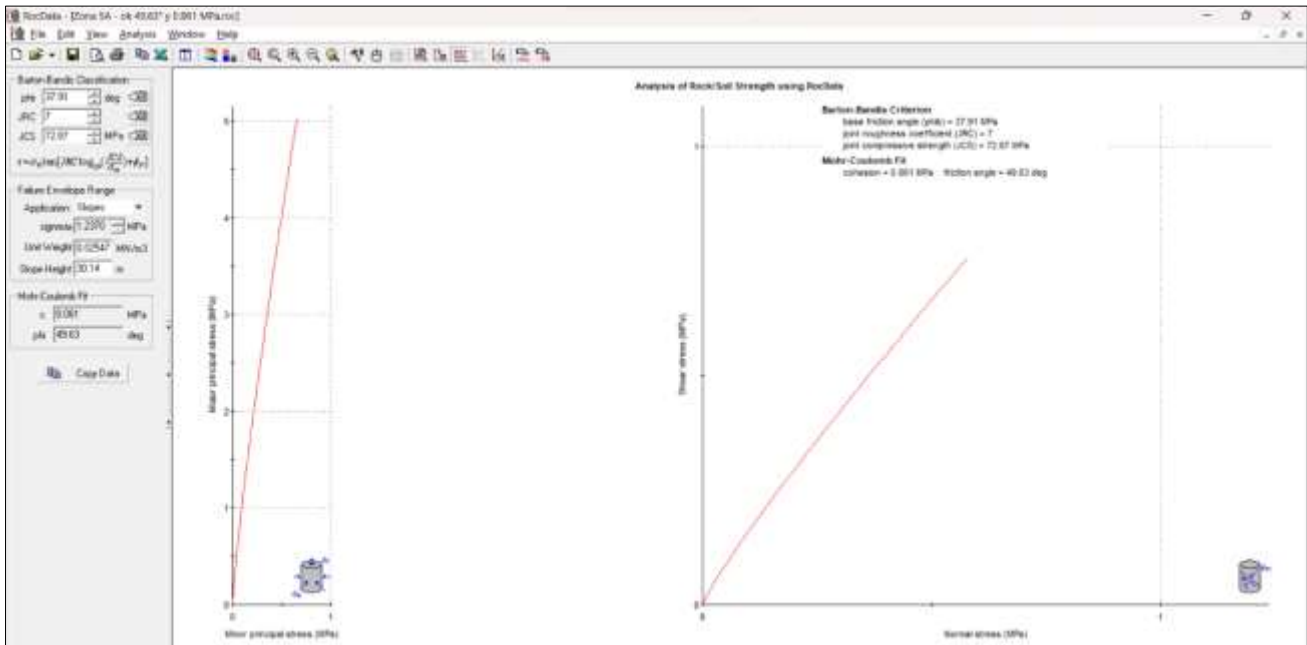 RocData - [Zona 5A - ok 49.63° y 0.061 MPa.roc]
File Edit View Analysis Window Help
Barton-Bandis Classification
phi 37.91 deg
JRC 7
JCS 72.07 MPa
Failure Envelope Range
Application: Slopes
MPa
Unit Weight 0.02547 MN/m3
Slope Height 30.14 m
Mohr-Coulomb Fit
c 0.061 MPa
phi 49.63 deg
Copy Data
Analysis of Rock/Soil Strength using RocData
Barton-Bandis Criterion
base friction angle (phib) = 37.91 MPa
joint roughness coefficient (JRC) = 7
joint compressive strength (JCS) = 72.07 MPa
Mohr-Coulomb Fit
cohesion = 0.061 MPa friction angle = 49.63 deg
Major principal stress (MPa)
5
4
3
2
1
0
0 1
Minor principal stress (MPa)
Shear stress (MPa)
1
0
0 1
Normal stress (MPa)